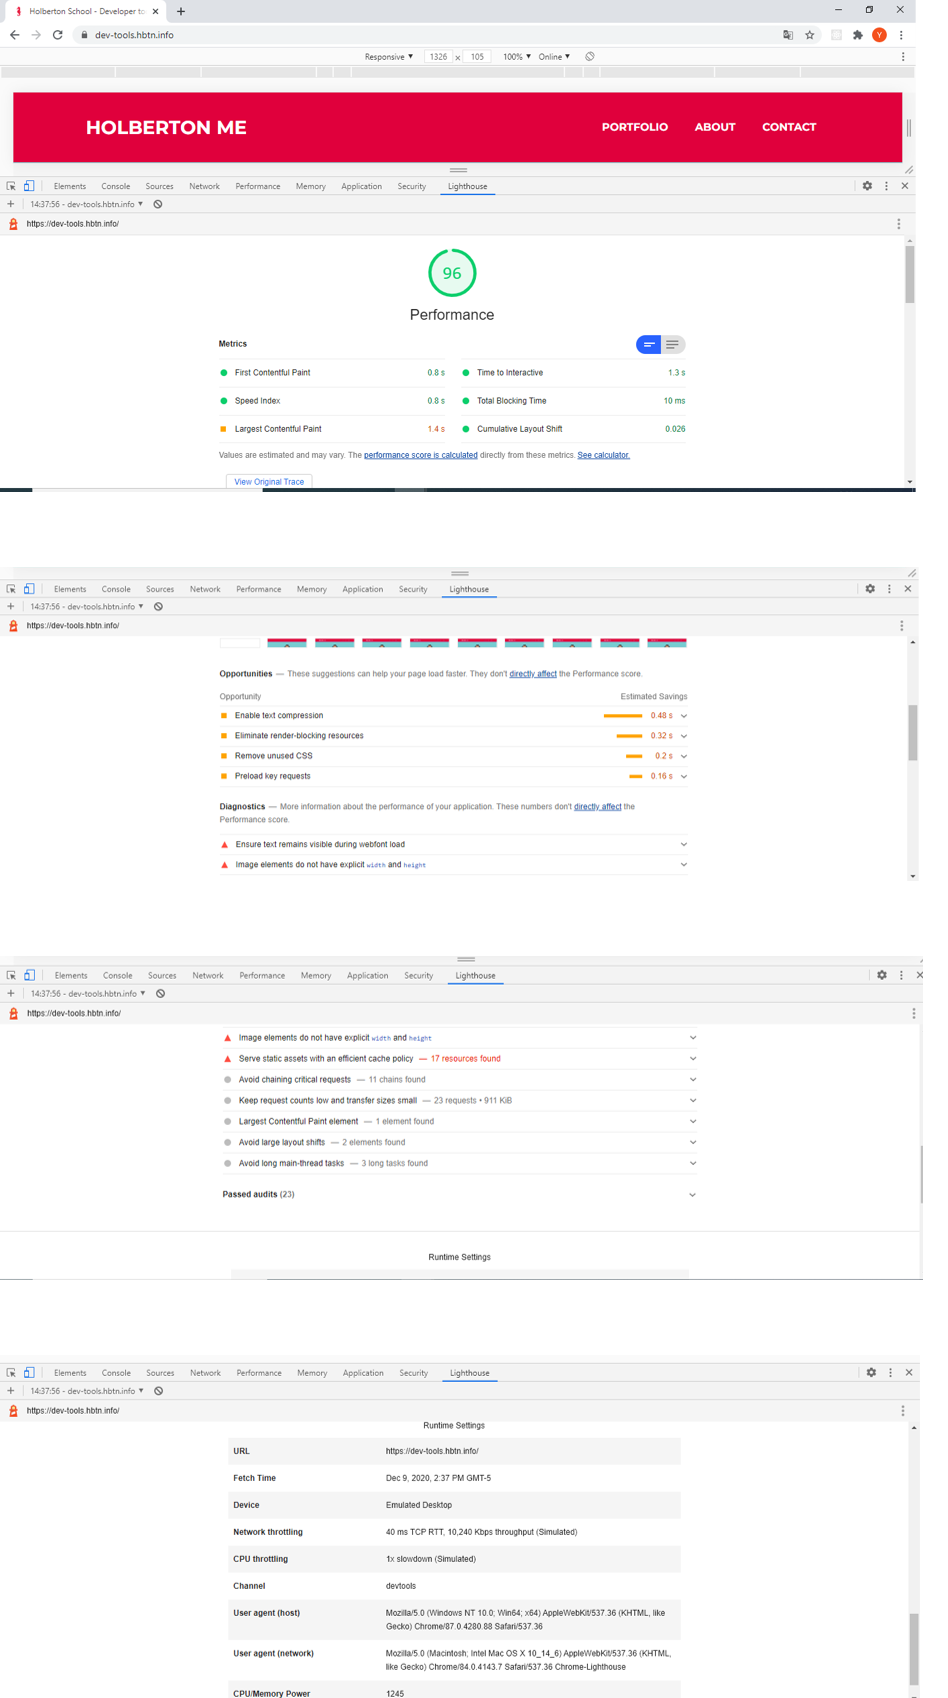 Holberton School - Developer to
dev-tools.hbtn.info
Y
Responsive ▼ 1326 x 105 100% ▼ Online ▼
HOLBERTON ME PORTFOLIO ABOUT CONTACT
Elements Console Sources Network Performance Memory Application Security Lighthouse
14:37:56 - dev-tools.hbtn.info ▼
https://dev-tools.hbtn.info/
96
Performance
Metrics
First Contentful Paint 0.8 s Time to Interactive 1.3 s
Speed Index 0.8 s Total Blocking Time 10 ms
Largest Contentful Paint 1.4 s Cumulative Layout Shift 0.026
Values are estimated and may vary. The performance score is calculated directly from these metrics. See calculator.
View Original Trace
Elements Console Sources Network Performance Memory Application Security Lighthouse
14:37:56 - dev-tools.hbtn.info ▼
https://dev-tools.hbtn.info/
Opportunities — These suggestions can help your page load faster. They don't directly affect the Performance score.
Opportunity Estimated Savings
Enable text compression 0.48 s
Eliminate render-blocking resources 0.32 s
Remove unused CSS 0.2 s
Preload key requests 0.16 s
Diagnostics — More information about the performance of your application. These numbers don't directly affect the
Performance score.
Ensure text remains visible during webfont load
Image elements do not have explicit width and height
Elements Console Sources Network Performance Memory Application Security Lighthouse
14:37:56 - dev-tools.hbtn.info ▼
https://dev-tools.hbtn.info/
Image elements do not have explicit width and height
Serve static assets with an efficient cache policy — 17 resources found
Avoid chaining critical requests — 11 chains found
Keep request counts low and transfer sizes small — 23 requests • 911 KiB
Largest Contentful Paint element — 1 element found
Avoid large layout shifts — 2 elements found
Avoid long main-thread tasks — 3 long tasks found
Passed audits (23)
Runtime Settings
Elements Console Sources Network Performance Memory Application Security Lighthouse
14:37:56 - dev-tools.hbtn.info ▼
https://dev-tools.hbtn.info/
Runtime Settings
URL https://dev-tools.hbtn.info/
Fetch Time Dec 9, 2020, 2:37 PM GMT-5
Device Emulated Desktop
Network throttling 40 ms TCP RTT, 10,240 Kbps throughput (Simulated)
CPU throttling 1x slowdown (Simulated)
Channel devtools
User agent (host) Mozilla/5.0 (Windows NT 10.0; Win64; x64) AppleWebKit/537.36 (KHTML, like
Gecko) Chrome/87.0.4280.88 Safari/537.36
User agent (network) Mozilla/5.0 (Macintosh; Intel Mac OS X 10_14_6) AppleWebKit/537.36 (KHTML,
like Gecko) Chrome/84.0.4143.7 Safari/537.36 Chrome-Lighthouse
CPU/Memory Power 1245